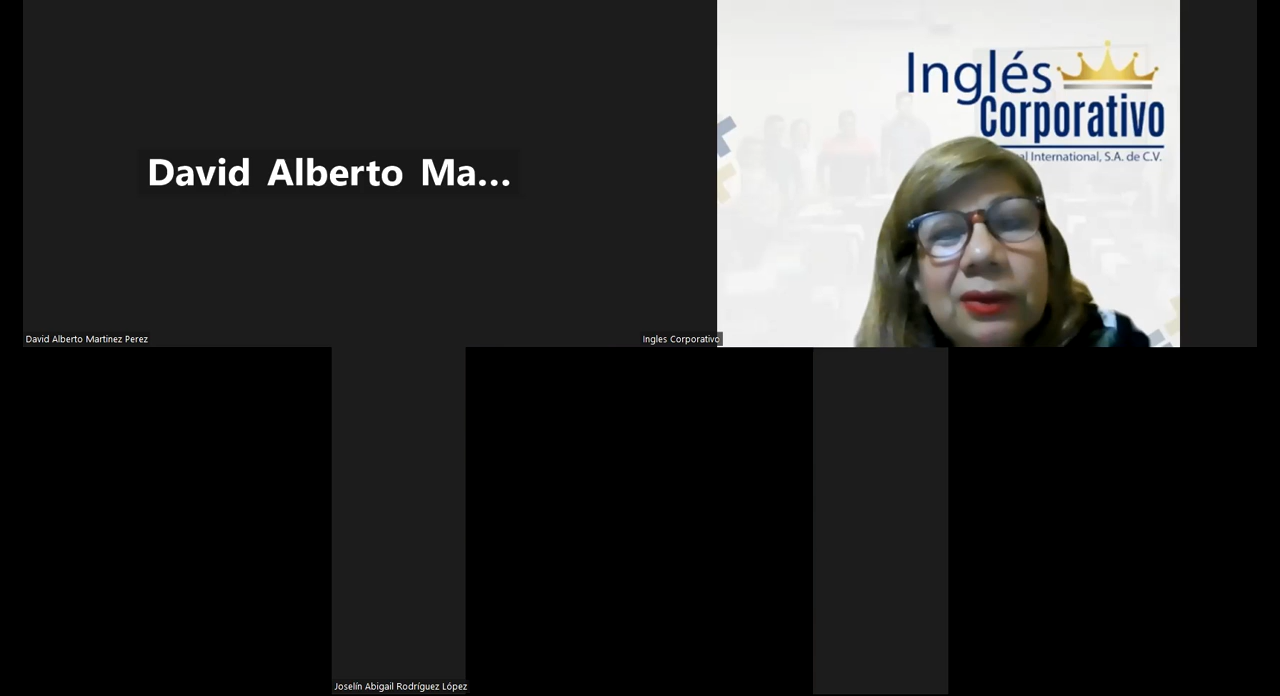 David Alberto Ma...
Inglés
Corporativo
al International, S.A. de C.V.
David Alberto Martinez Perez
Ingles Corporativo
Joselín Abigail Rodríguez López